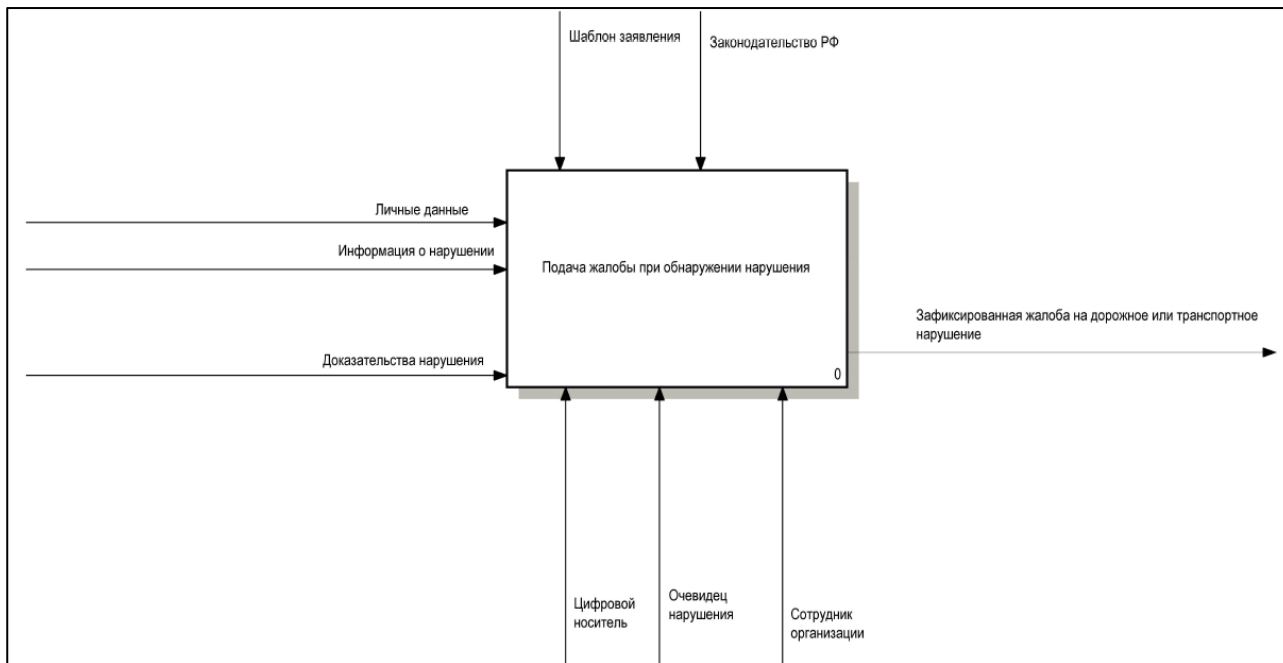 Шаблон заявления
Законодательство РФ
Личные данные
Информация о нарушении
Подача жалобы при обнаружении нарушения
Зафиксированная жалоба на дорожное или транспортное
нарушение
Доказательства нарушения
0
Цифровой
носитель
Очевидец
нарушения
Сотрудник
организации